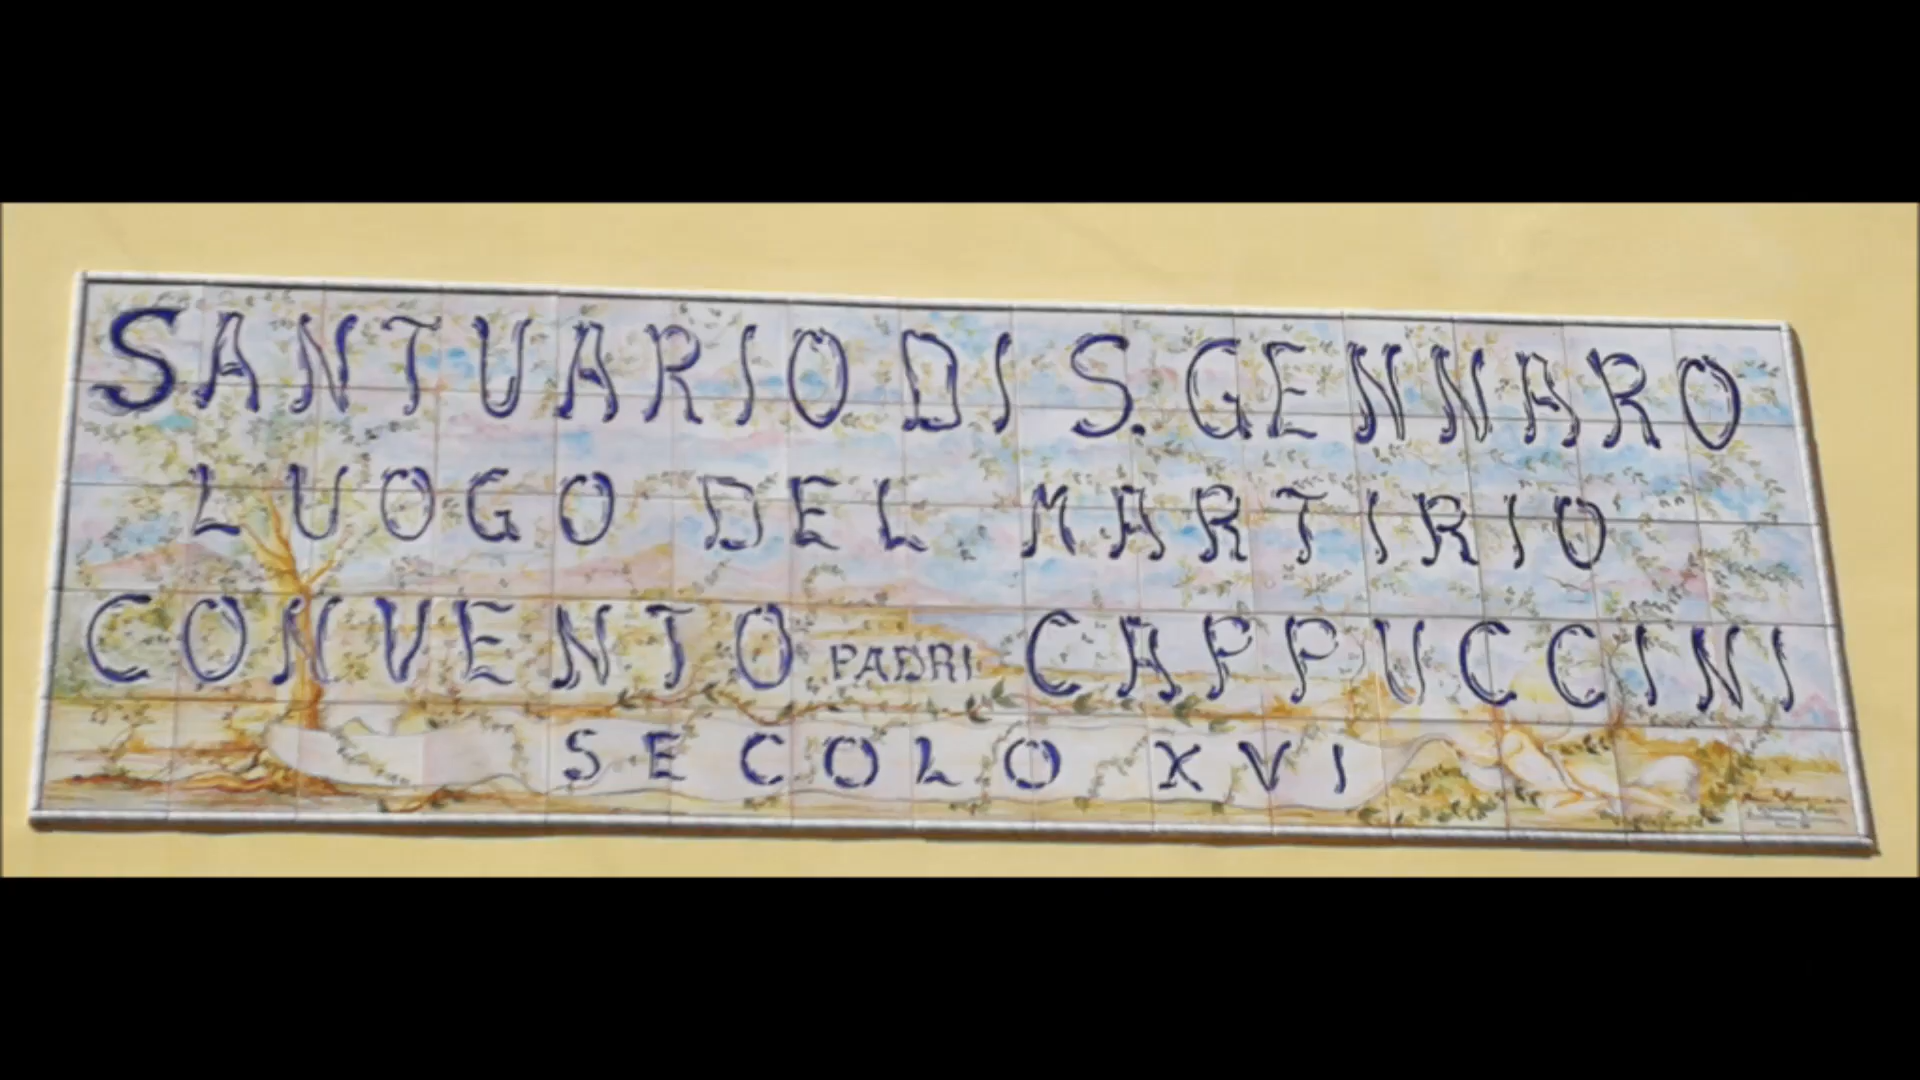 SANTUARIO DI S. GENNARO
LUOGO DEL MARTIRIO
CONVENTO PADRI CAPPUCCINI
SECOLO XVI